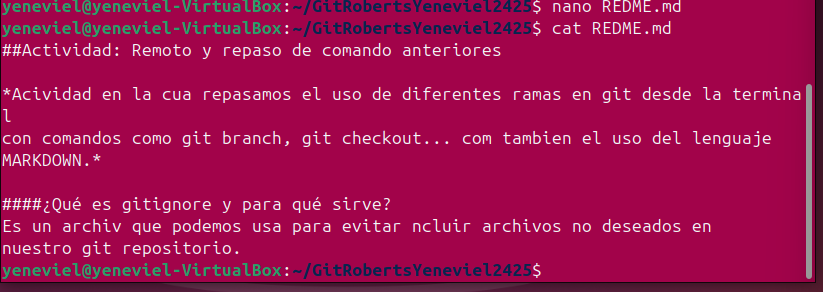 yeneviel@yeneviel-VirtualBox:~/GitRobertsYeneviel2425$ nano REDME.md
yeneviel@yeneviel-VirtualBox:~/GitRobertsYeneviel2425$ cat REDME.md
##Actividad: Remoto y repaso de comando anteriores
*Acividad en la cua repasamos el uso de diferentes ramas en git desde la termina
l
con comandos como git branch, git checkout... com tambien el uso del lenguaje
MARKDOWN.*
####¿Qué es gitignore y para qué sirve?
Es un archiv que podemos usa para evitar ncluir archivos no deseados en
nuestro git repositorio.
yeneviel@yeneviel-VirtualBox:~/GitRobertsYeneviel2425$